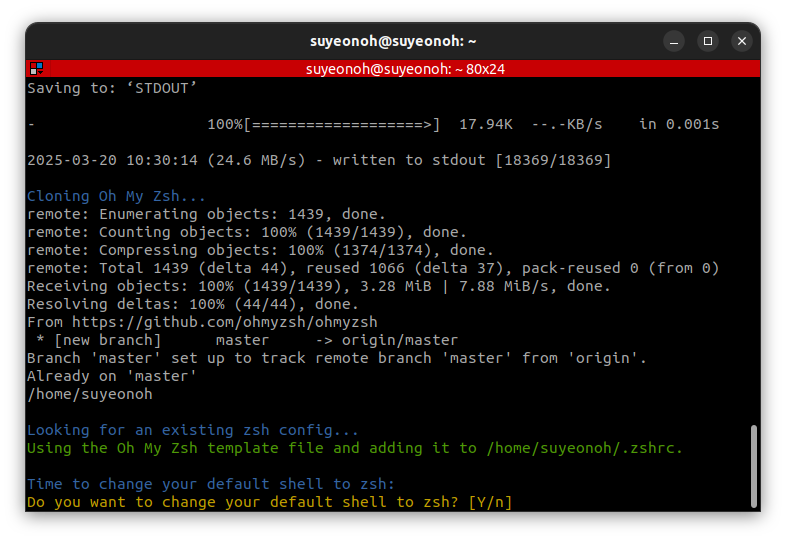 suyeonoh@suyeonoh: ~
suyeonoh@suyeonoh: ~ 80x24
Saving to: ‘STDOUT’
-                   100%[===================>]  17.94K  --.-KB/s    in 0.001s
2025-03-20 10:30:14 (24.6 MB/s) - written to stdout [18369/18369]
Cloning Oh My Zsh...
remote: Enumerating objects: 1439, done.
remote: Counting objects: 100% (1439/1439), done.
remote: Compressing objects: 100% (1374/1374), done.
remote: Total 1439 (delta 44), reused 1066 (delta 37), pack-reused 0 (from 0)
Receiving objects: 100% (1439/1439), 3.28 MiB | 7.88 MiB/s, done.
Resolving deltas: 100% (44/44), done.
From https://github.com/ohmyzsh/ohmyzsh
 * [new branch]      master     -> origin/master
Branch 'master' set up to track remote branch 'master' from 'origin'.
Already on 'master'
/home/suyeonoh
Looking for an existing zsh config...
Using the Oh My Zsh template file and adding it to /home/suyeonoh/.zshrc.
Time to change your default shell to zsh:
Do you want to change your default shell to zsh? [Y/n]